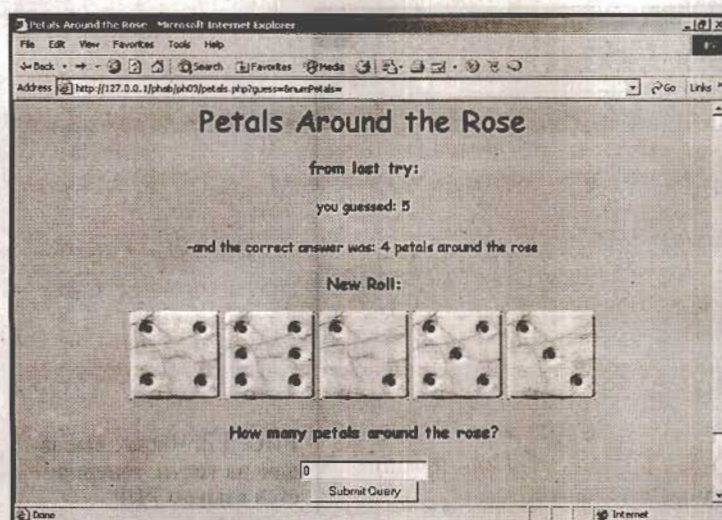 Petals Around the Rose - Microsoft Internet Explorer
File Edit View Favorites Tools Help
Back Search Favorites Media
Address http://127.0.0.1/phab/ph03/petals.php?guess=&numPetals= Go Links
Petals Around the Rose
from last try:
you guessed: 5
-and the correct answer was: 4 petals around the rose
New Roll:
How many petals around the rose?
0
Submit Query
Done Internet